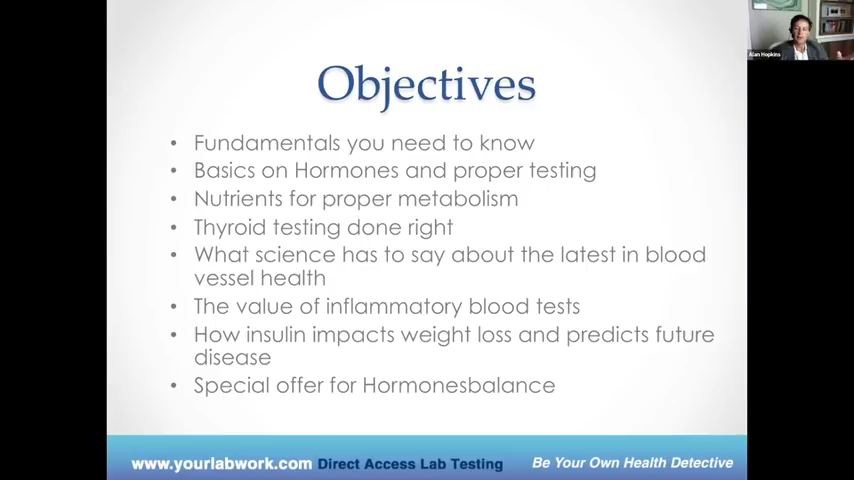 Objectives
• Fundamentals you need to know
• Basics on Hormones and proper testing
• Nutrients for proper metabolism
• Thyroid testing done right
• What science has to say about the latest in blood
vessel health
• The value of inflammatory blood tests
• How insulin impacts weight loss and predicts future
disease
• Special offer for Hormonesbalance
www.yourlabwork.com Direct Access Lab Testing Be Your Own Health Detective
Alan Hopkins